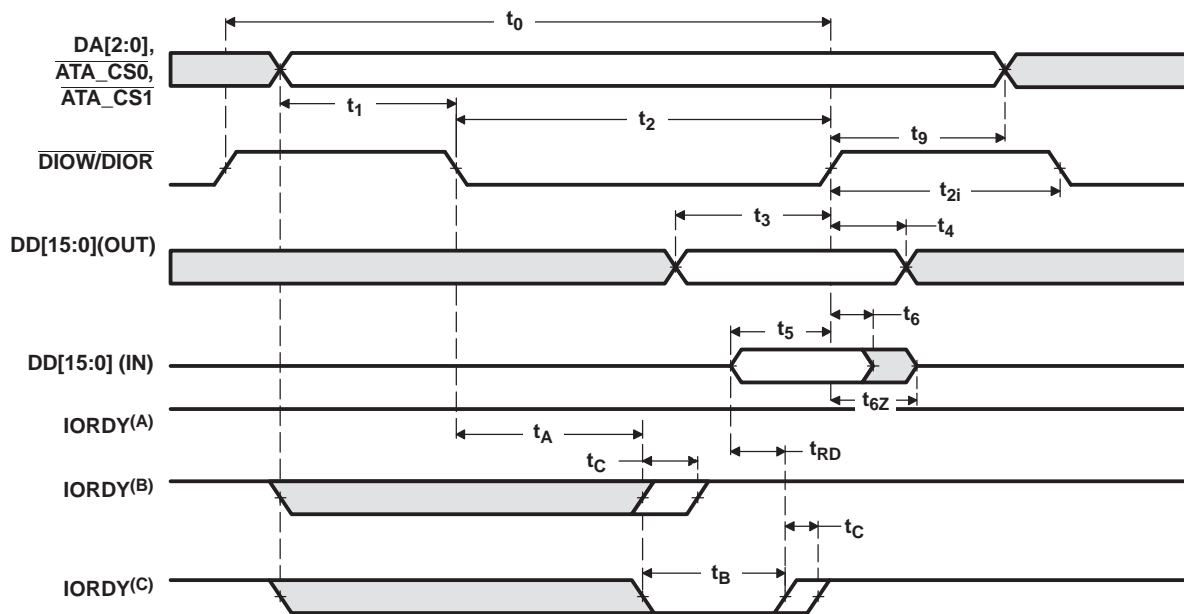 t0
DA[2:0],
ATA_CS0,
ATA_CS1
t1
t2
t9
DIOW/DIOR
t2i
t3
t4
DD[15:0](OUT)
t6
t5
DD[15:0] (IN)
t6Z
IORDY(A)
tA
tRD
tC
IORDY(B)
tC
tB
IORDY(C)